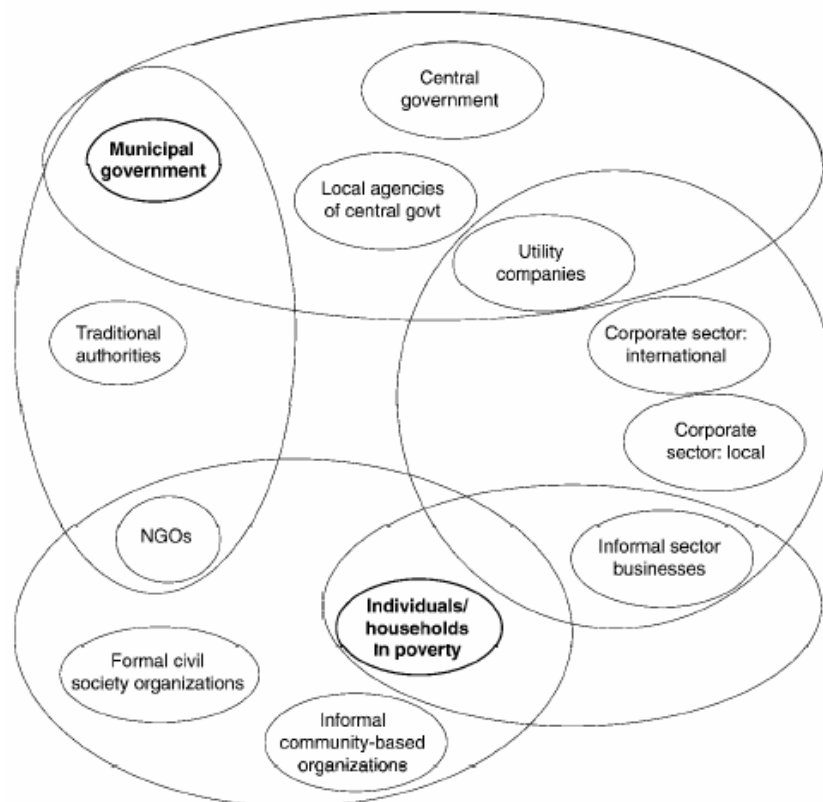 Central
government
Municipal
government
Local agencies
of central govt
Utility
companies
Traditional
authorities
Corporate sector:
international
Corporate
sector: local
NGOs
Informal sector
businesses
Individuals/
households
In poverty
Formal civil
society organizations
Informal
community-based
organizations